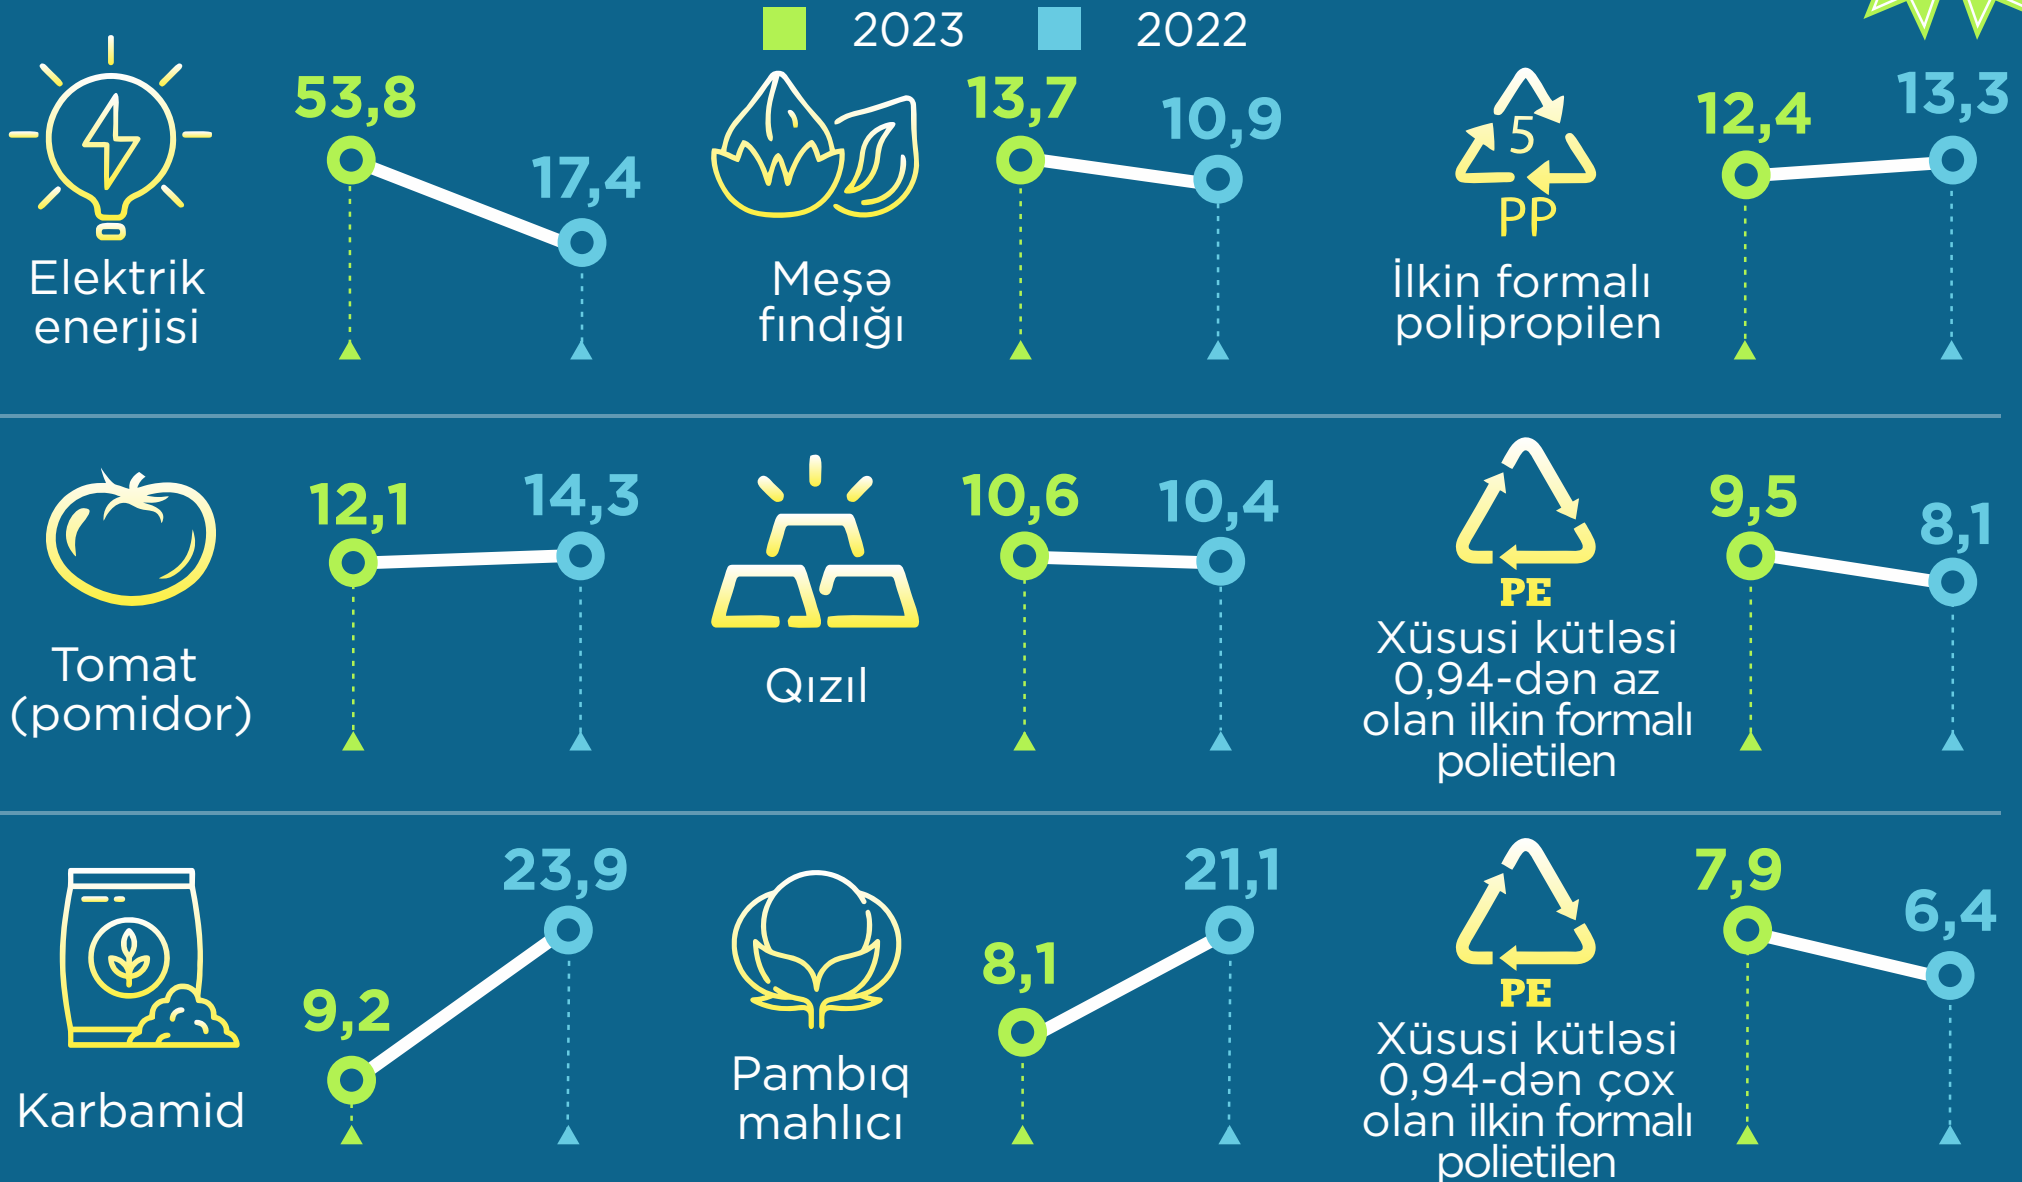 2023
2022
53,8
17,4
Elektrik
enerjisi
13,7
10,9
Meşə
fındığı
12,4
13,3
5
PP
İlkin formalı
polipropilen
12,1
14,3
Tomat
(pomidor)
10,6
10,4
Qızıl
9,5
8,1
PE
Xüsusi kütləsi
0,94-dən az
olan ilkin formalı
polietilen
9,2
23,9
Karbamid
8,1
21,1
Pambıq
mahlıcı
7,9
6,4
PE
Xüsusi kütləsi
0,94-dən çox
olan ilkin formalı
polietilen